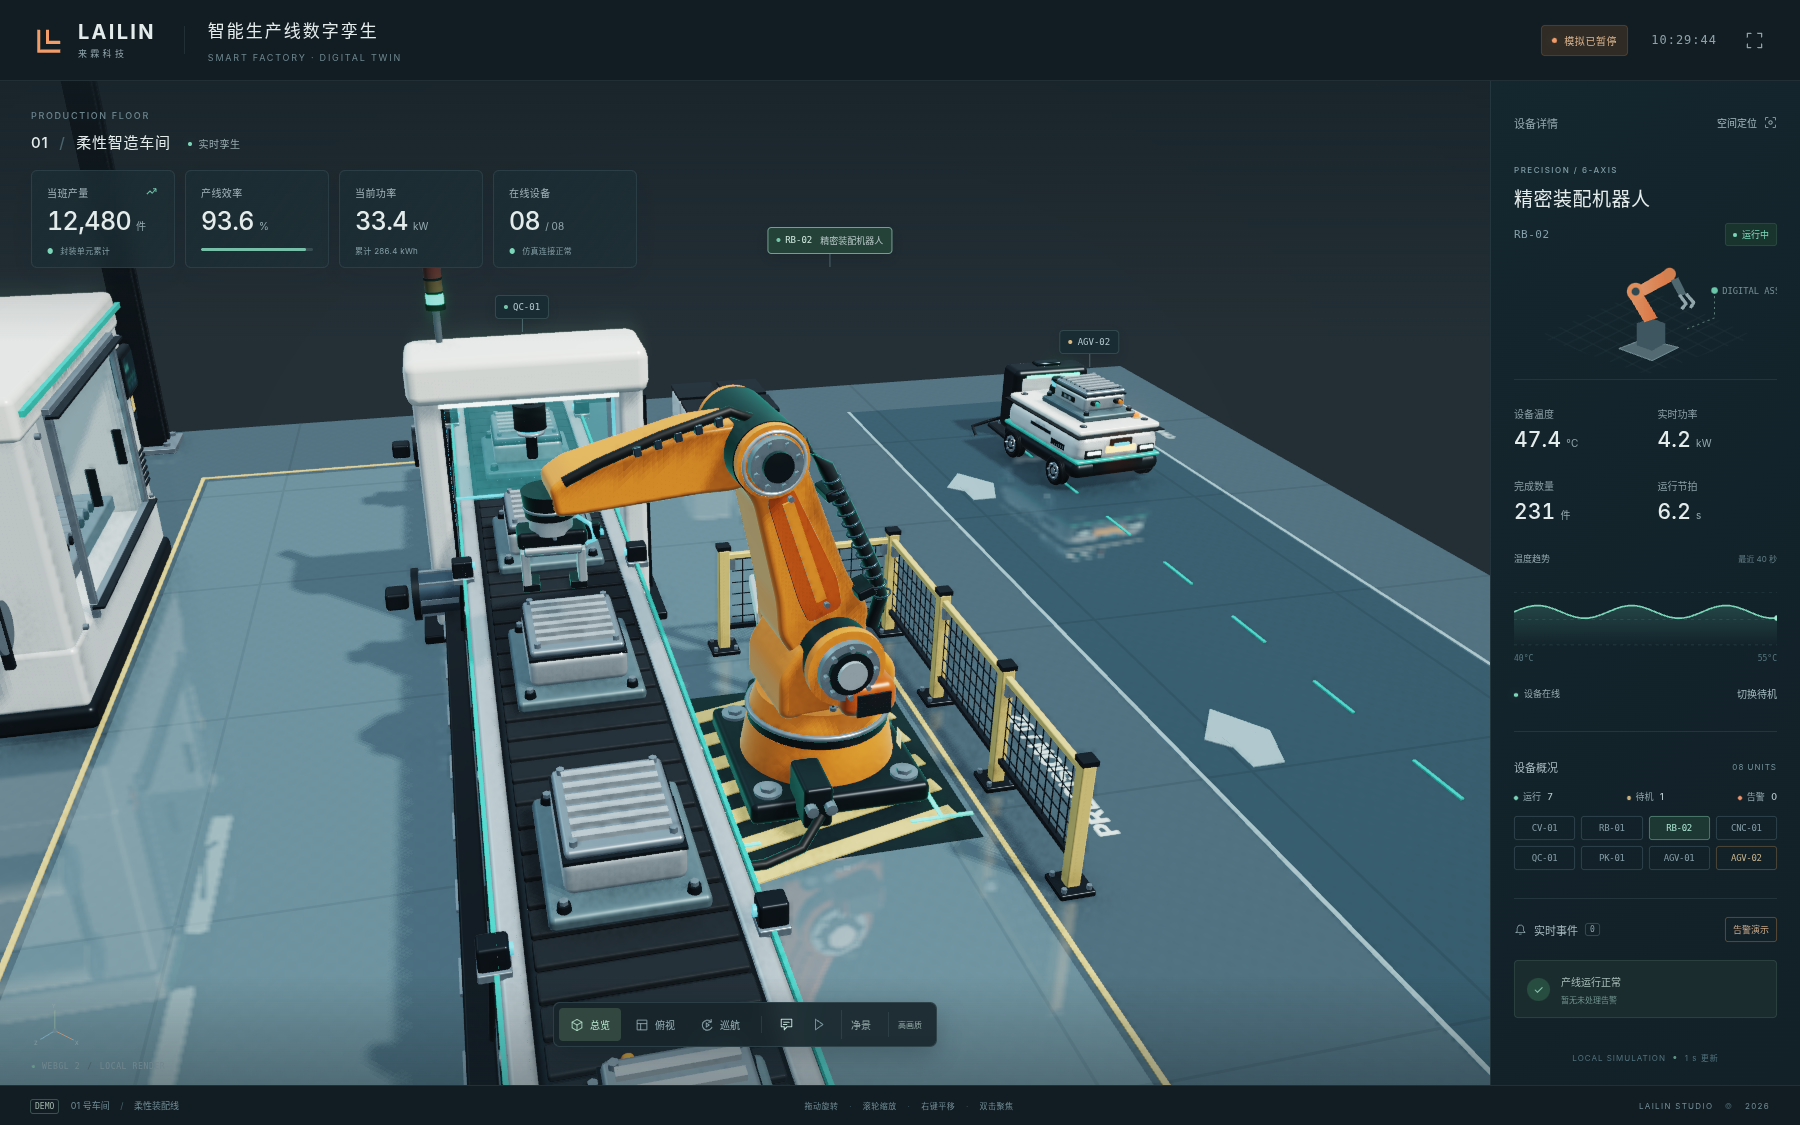 LAILIN
来霖科技
智能生产线数字孪生
SMART FACTORY · DIGITAL TWIN
模拟已暂停
10:29:44
PRODUCTION FLOOR
01 / 柔性智造车间
实时孪生
当班产量
12,480 件
封装单元累计
产线效率
93.6 %
当前功率
33.4 kW
累计 286.4 kWh
在线设备
08 / 08
仿真连接正常
RB-02 精密装配机器人
QC-01
AGV-02
设备详情
空间定位
PRECISION / 6-AXIS
精密装配机器人
RB-02
运行中
DIGITAL ASS
设备温度
47.4 °C
实时功率
4.2 kW
完成数量
231 件
运行节拍
6.2 s
温度趋势
最近 40 秒
40°C
55°C
设备在线
切换待机
设备概况
08 UNITS
运行 7
待机 1
告警 0
CV-01
RB-01
RB-02
CNC-01
QC-01
PK-01
AGV-01
AGV-02
实时事件 0
告警演示
产线运行正常
暂无未处理告警
LOCAL SIMULATION • 1 s 更新
总览
俯视
巡航
净景
高画质
WEBGL 2 / LOCAL
DEMO
01 号车间 / 柔性装配线
拖动旋转 · 滚轮缩放 · 右键平移 · 双击聚焦
LAILIN STUDIO © 2026